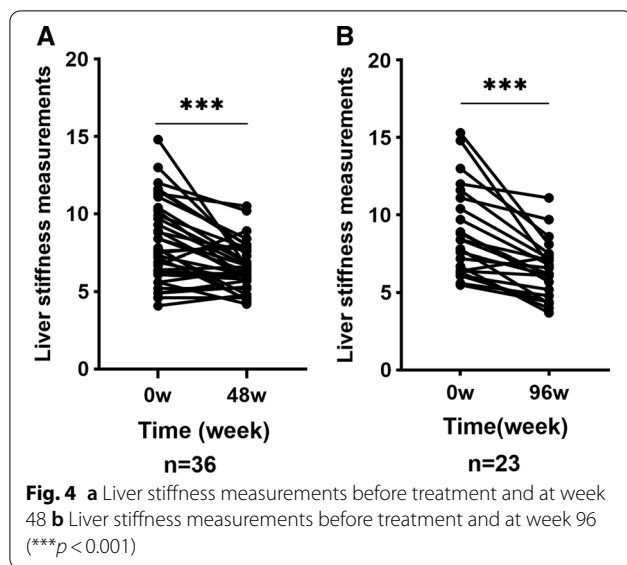 A
B
20
15
10
5
0
Liver stiffness measurements
***
0w 48w
Time (week)
n=36
20
15
10
5
0
Liver stiffness measurements
***
0w 96w
Time(week)
n=23
Fig. 4 a Liver stiffness measurements before treatment and at week
48 b Liver stiffness measurements before treatment and at week 96
(***p < 0.001)